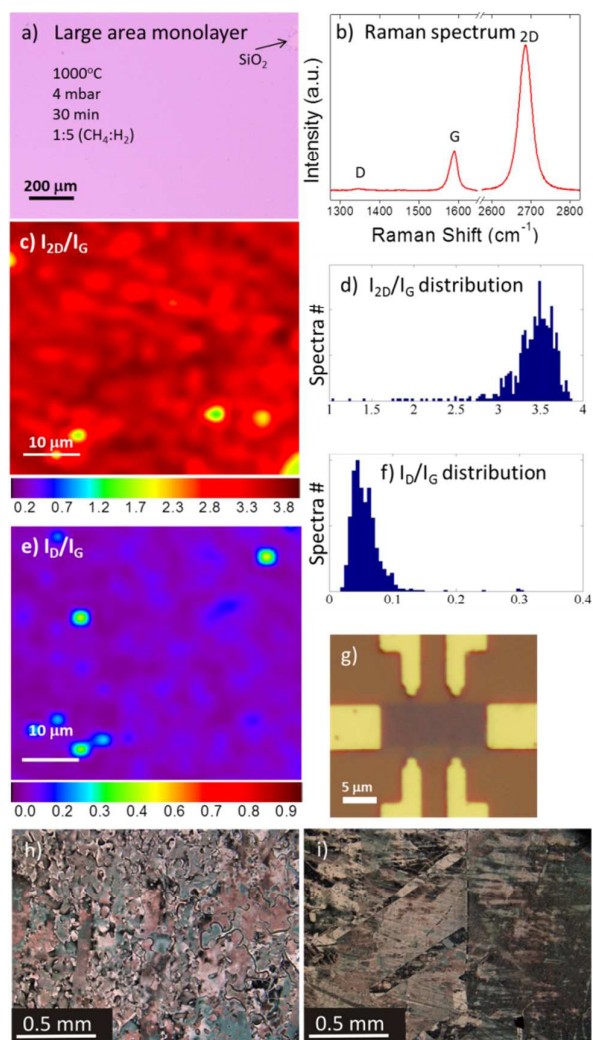 a) Large area monolayer
SiO₂
1000°C
4 mbar
30 min
1:5 (CH₄:H₂)
200 µm
b) Raman spectrum
2D
G
D
Intensity (a.u.)
1300 1400 1500 1600 2600 2700 2800
Raman Shift (cm⁻¹)
c) I2D/IG
10 µm
0.2 0.7 1.2 1.7 2.3 2.8 3.3 3.8
d) I2D/IG distribution
Spectra #
1 1.5 2 2.5 3 3.5 4
e) ID/IG
10 µm
0.0 0.1 0.2 0.3 0.5 0.6 0.7 0.8 0.9
f) ID/IG distribution
Spectra #
0 0.1 0.2 0.3 0.4
g)
5 µm
h)
0.5 mm
i)
0.5 mm